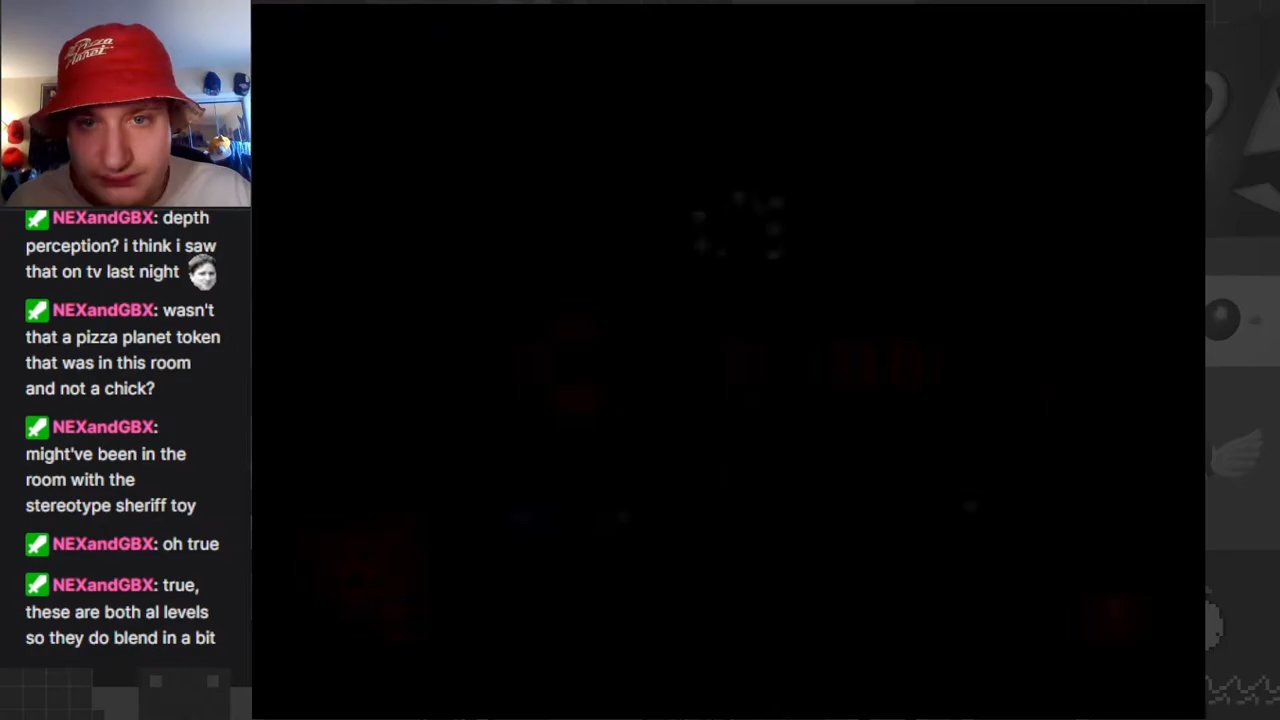 Pizza
Planet
NEXandGBX: depth
perception? i think i saw
that on tv last night
NEXandGBX: wasn't
that a pizza planet token
that was in this room
and not a chick?
NEXandGBX:
might've been in the
room with the
stereotype sheriff toy
NEXandGBX: oh true
NEXandGBX: true,
these are both al levels
so they do blend in a bit